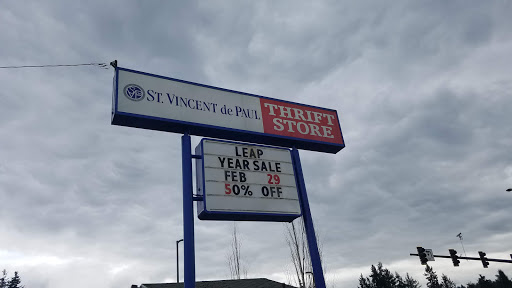 ST. VINCENT de PAUL
THRIFT
STORE
LEAP
YEAR SALE
FEB 29
50% OFF